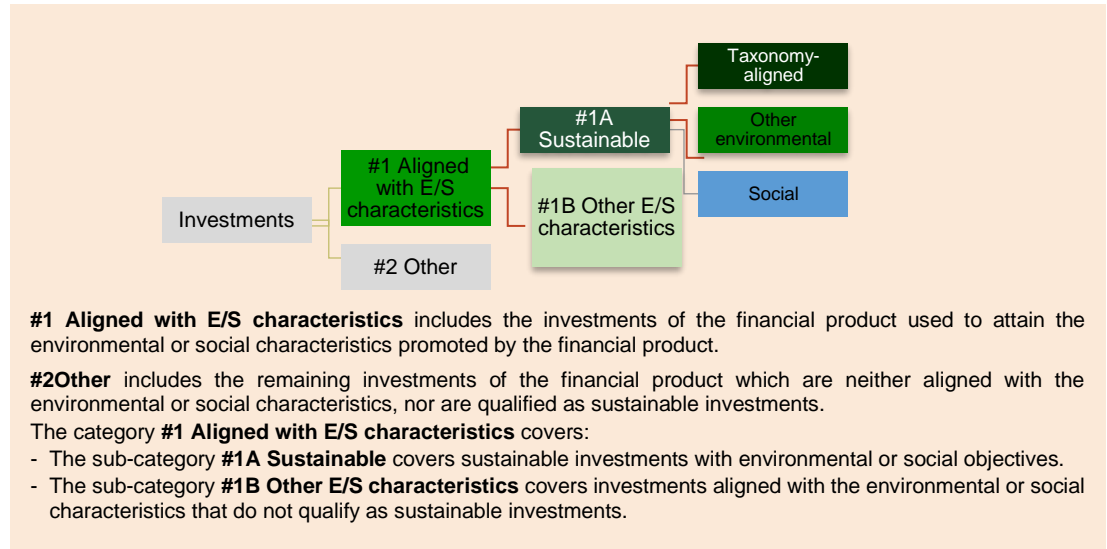 Taxonomy-
aligned
#1A
Sustainable
Other
environmental
#1 Aligned
with E/S
characteristics
Social
#1B Other E/S
characteristics
Investments
#2 Other
#1 Aligned with E/S characteristics includes the investments of the financial product used to attain the
environmental or social characteristics promoted by the financial product.
#2Other includes the remaining investments of the financial product which are neither aligned with the
environmental or social characteristics, nor are qualified as sustainable investments.
The category #1 Aligned with E/S characteristics covers:
- The sub-category #1A Sustainable covers sustainable investments with environmental or social objectives.
- The sub-category #1B Other E/S characteristics covers investments aligned with the environmental or social
characteristics that do not qualify as sustainable investments.